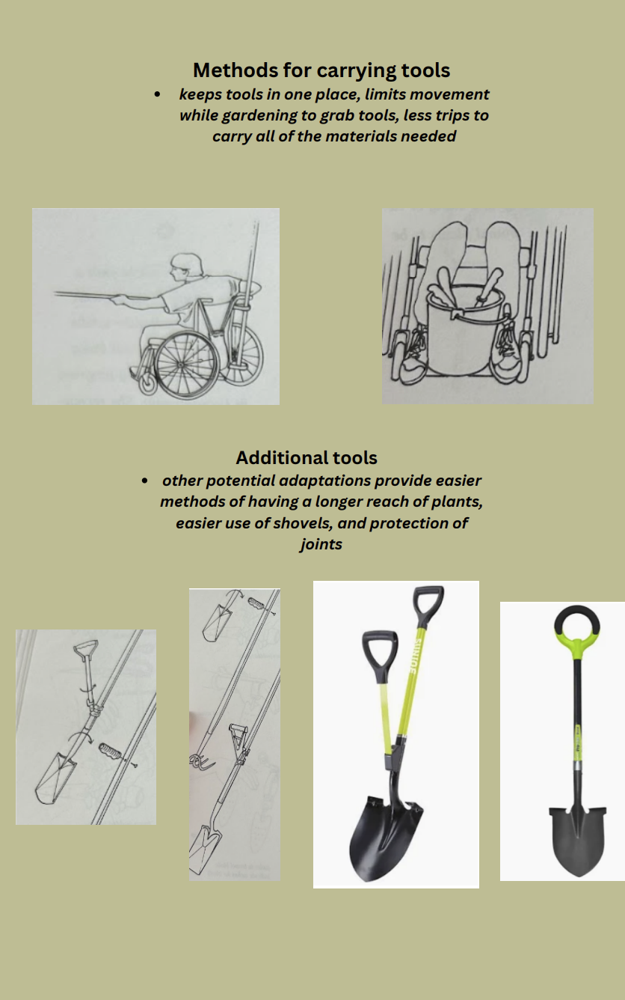 Methods for carrying tools
• keeps tools in one place, limits movement
while gardening to grab tools, less trips to
carry all of the materials needed
Additional tools
• other potential adaptations provide easier
methods of having a longer reach of plants,
easier use of shovels, and protection of
joints